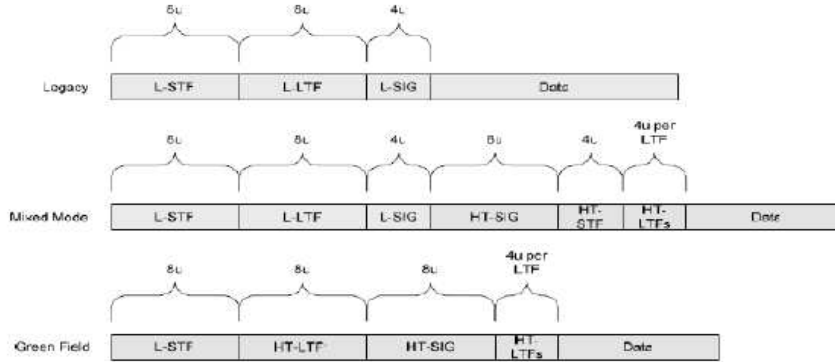 8u 8u 4u
Legacy L-STF L-LTF L-SIG Data
4u per
8u 8u 4u 8u 4u LTF
Mixed Mode L-STF L-LTF L-SIG HT-SIG HT-STF HT-LTFs Data
4u per
8u 8u 8u LTF
Green Field L-STF HT-LTF HT-SIG HT-LTFs Data